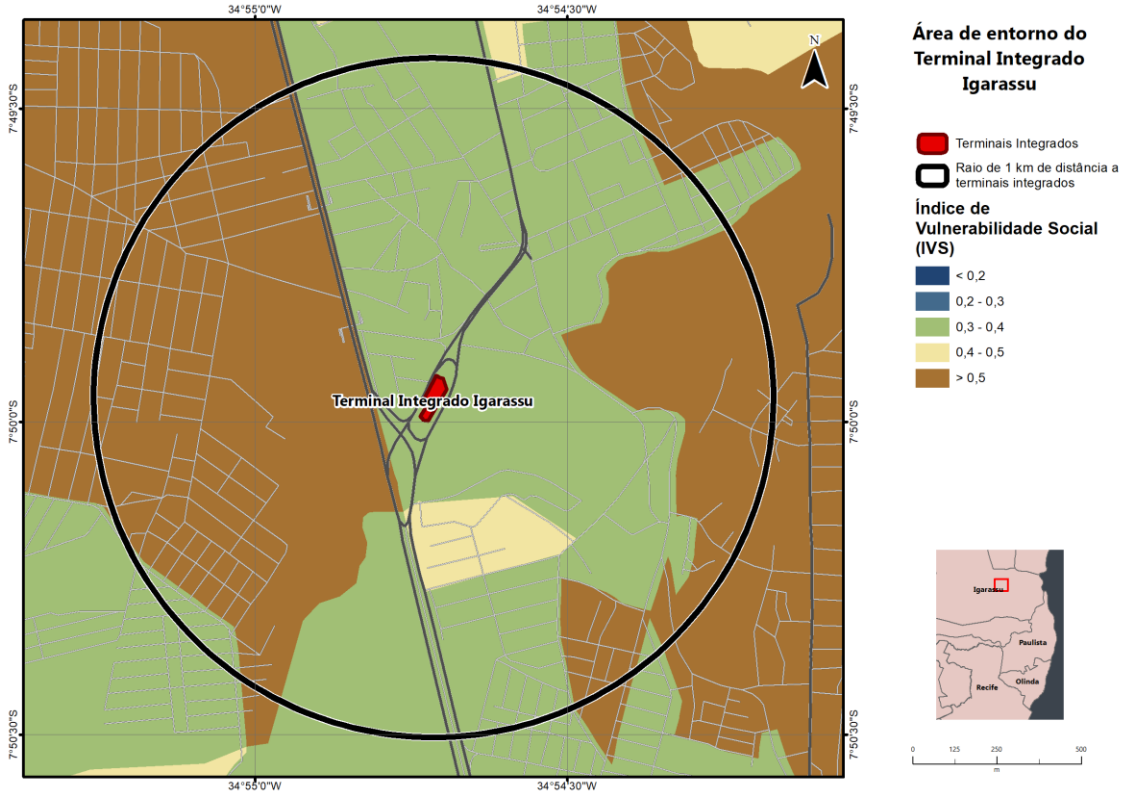 34°55'0"W
34°54'30"W
Área de entorno do
Terminal Integrado
Igarassu
N
7°49'30"S
7°49'30"S
Terminais Integrados
Raio de 1 km de distância a
terminais integrados
Índice de
Vulnerabilidade Social
(IVS)
< 0,2
0,2 - 0,3
0,3 - 0,4
0,4 - 0,5
> 0,5
Terminal Integrado Igarassu
7°50'0"S
7°50'0"S
Igarassu
Paulista
Olinda
Recife
7°50'30"S
7°50'30"S
0 125 250 500
m
34°55'0"W
34°54'30"W